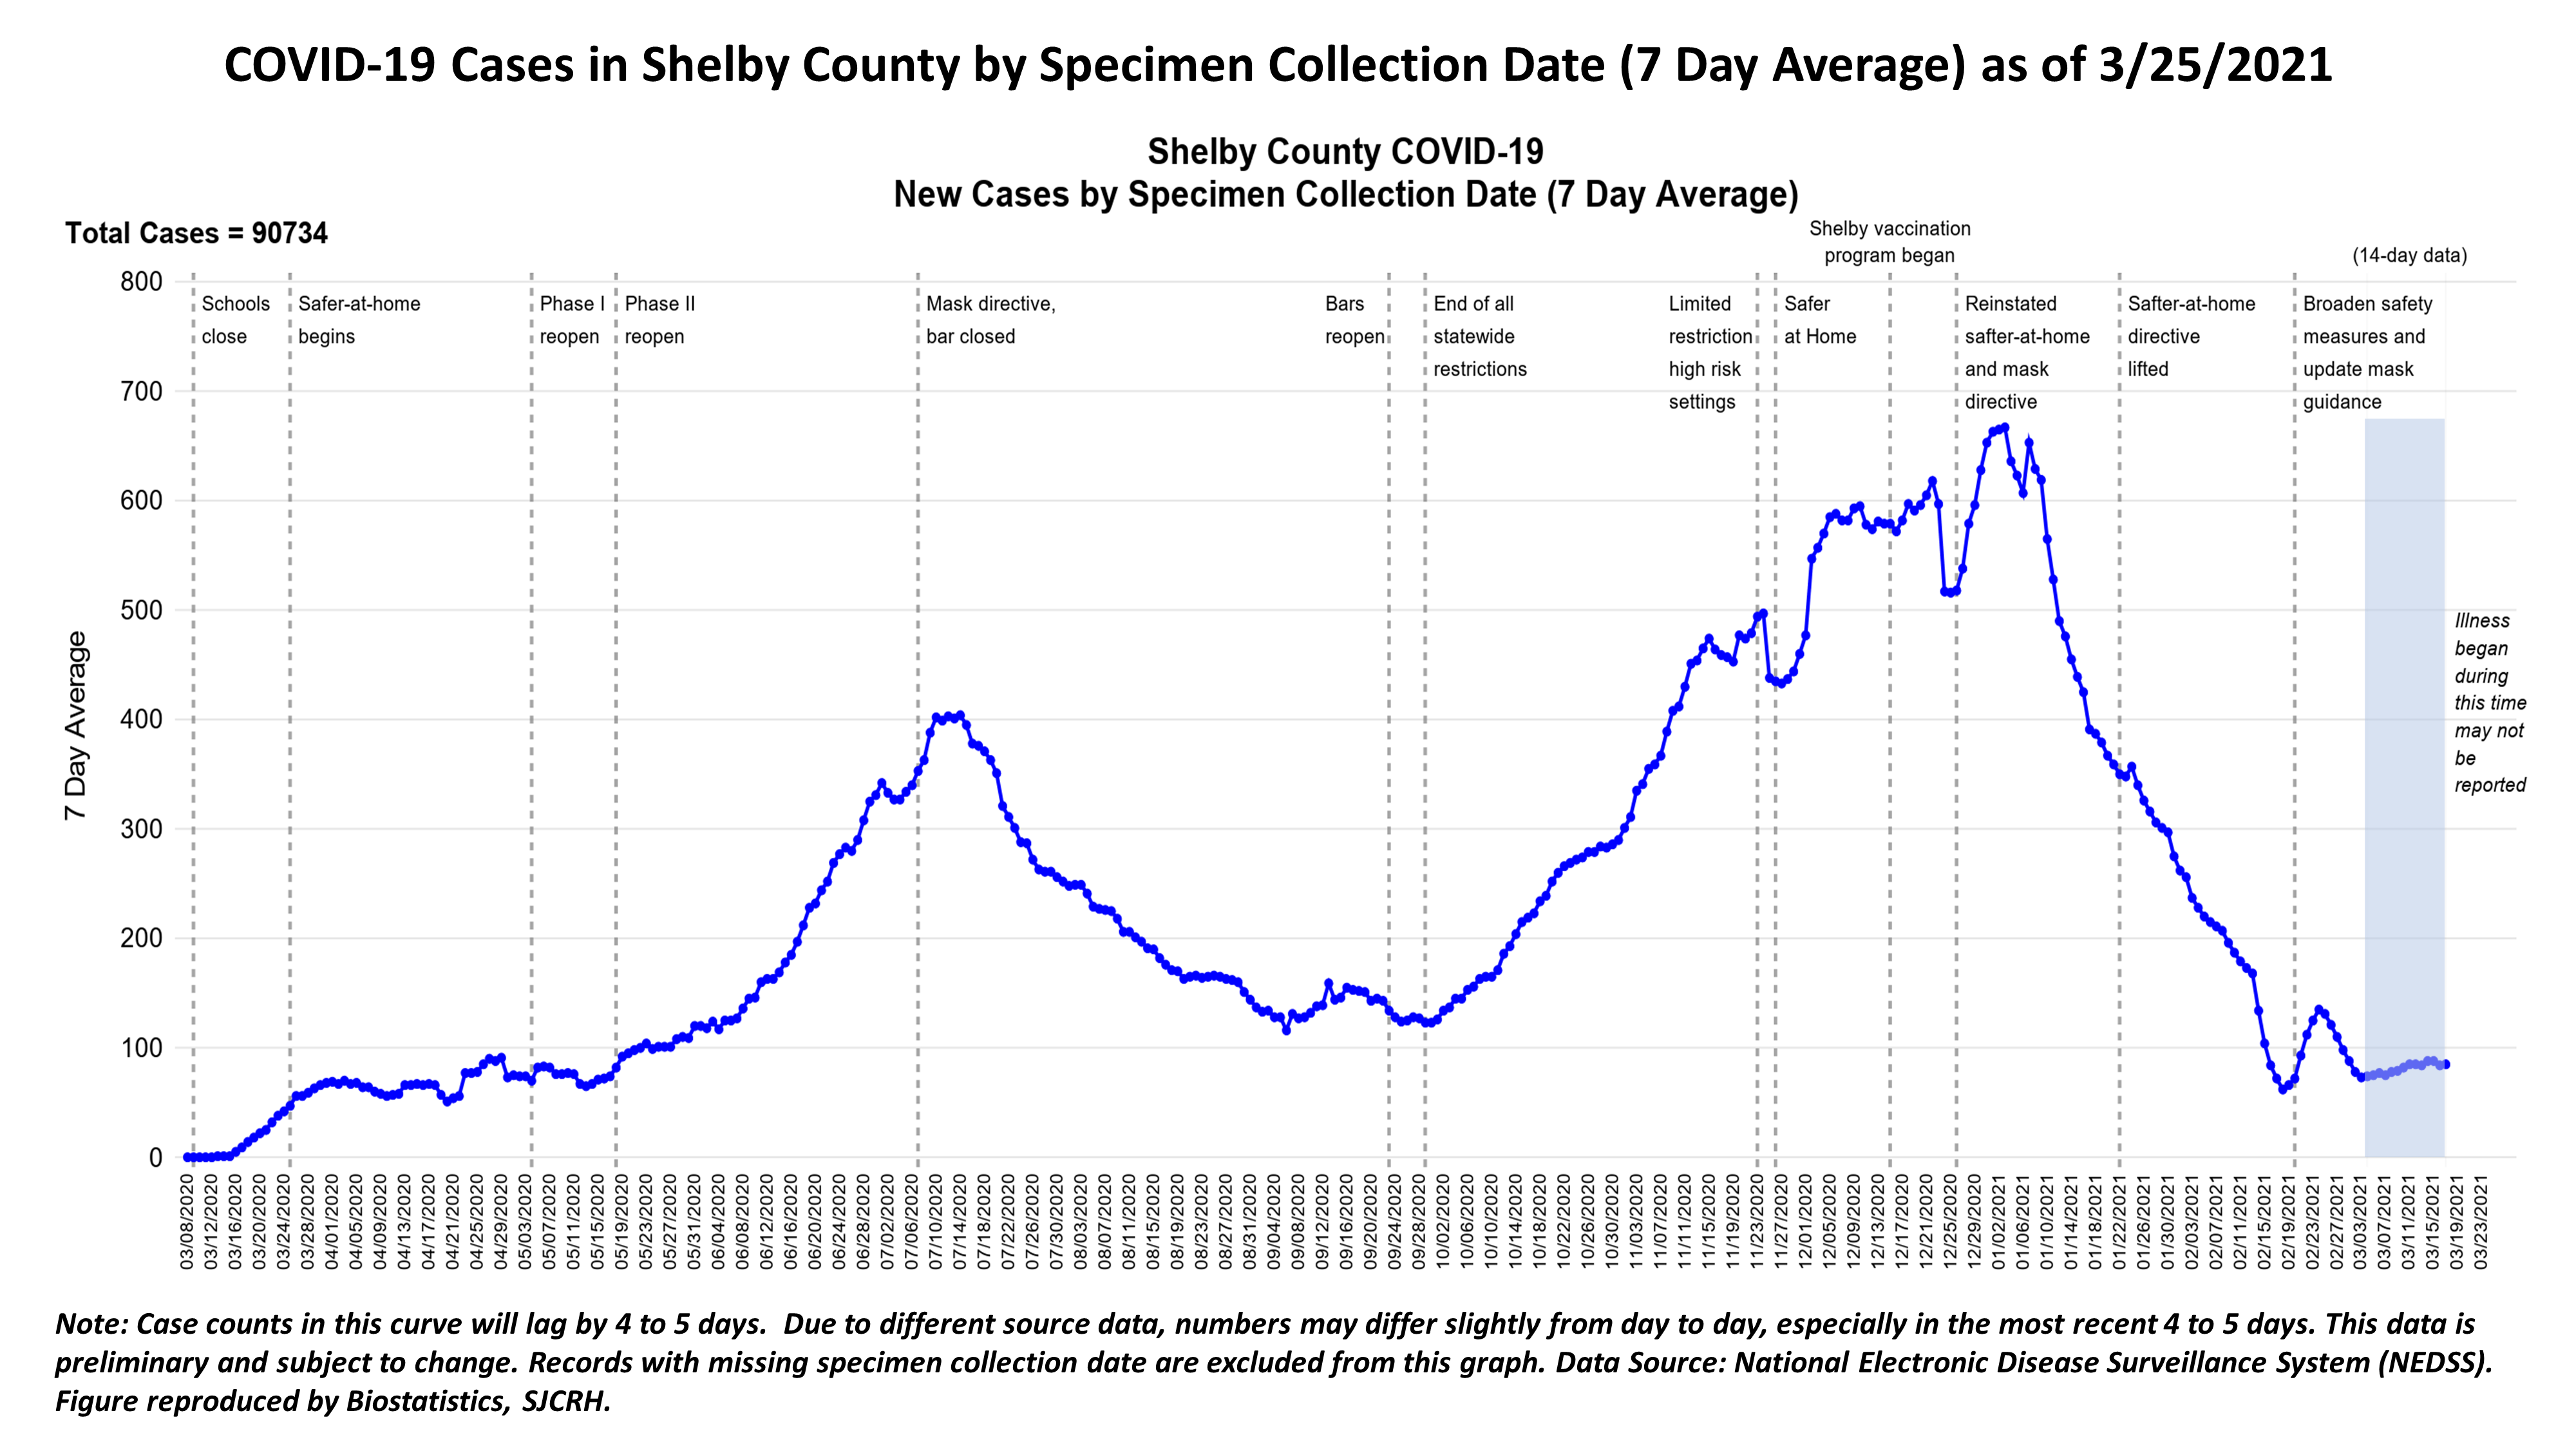 COVID-19 Cases in Shelby County by Specimen Collection Date (7 Day Average) as of 3/25/2021
Shelby County COVID-19
New Cases by Specimen Collection Date (7 Day Average)
Total Cases = 90734
Shelby vaccination
program began
(14-day data)
800
700
600
500
400
300
200
100
0
7 Day Average
Schools
close
Safer-at-home
begins
Phase I
reopen
Phase II
reopen
Mask directive,
bar closed
Bars
reopen
End of all
statewide
restrictions
Limited
restriction
high risk
settings
Safer
at Home
Reinstated
safter-at-home
and mask
directive
Safter-at-home
directive
lifted
Broaden safety
measures and
update mask
guidance
Illness
began
during
this time
may not
be
reported
03/08/2020
03/12/2020
03/16/2020
03/20/2020
03/24/2020
03/28/2020
04/01/2020
04/05/2020
04/09/2020
04/13/2020
04/17/2020
04/21/2020
04/25/2020
04/29/2020
05/03/2020
05/07/2020
05/11/2020
05/15/2020
05/19/2020
05/23/2020
05/27/2020
05/31/2020
06/04/2020
06/08/2020
06/12/2020
06/16/2020
06/20/2020
06/24/2020
06/28/2020
07/02/2020
07/06/2020
07/10/2020
07/14/2020
07/18/2020
07/22/2020
07/26/2020
07/30/2020
08/03/2020
08/07/2020
08/11/2020
08/15/2020
08/19/2020
08/23/2020
08/27/2020
08/31/2020
09/04/2020
09/08/2020
09/12/2020
09/16/2020
09/20/2020
09/24/2020
09/28/2020
10/02/2020
10/06/2020
10/10/2020
10/14/2020
10/18/2020
10/22/2020
10/26/2020
10/30/2020
11/03/2020
11/07/2020
11/11/2020
11/15/2020
11/19/2020
11/23/2020
11/27/2020
12/01/2020
12/05/2020
12/09/2020
12/13/2020
12/17/2020
12/21/2020
12/25/2020
12/29/2020
01/02/2021
01/06/2021
01/10/2021
01/14/2021
01/18/2021
01/22/2021
01/26/2021
01/30/2021
02/03/2021
02/07/2021
02/11/2021
02/15/2021
02/19/2021
02/23/2021
02/27/2021
03/03/2021
03/07/2021
03/11/2021
03/15/2021
03/19/2021
03/23/2021
Note: Case counts in this curve will lag by 4 to 5 days.  Due to different source data, numbers may differ slightly from day to day, especially in the most recent 4 to 5 days. This data is
preliminary and subject to change. Records with missing specimen collection date are excluded from this graph. Data Source: National Electronic Disease Surveillance System (NEDSS).
Figure reproduced by Biostatistics, SJCRH.